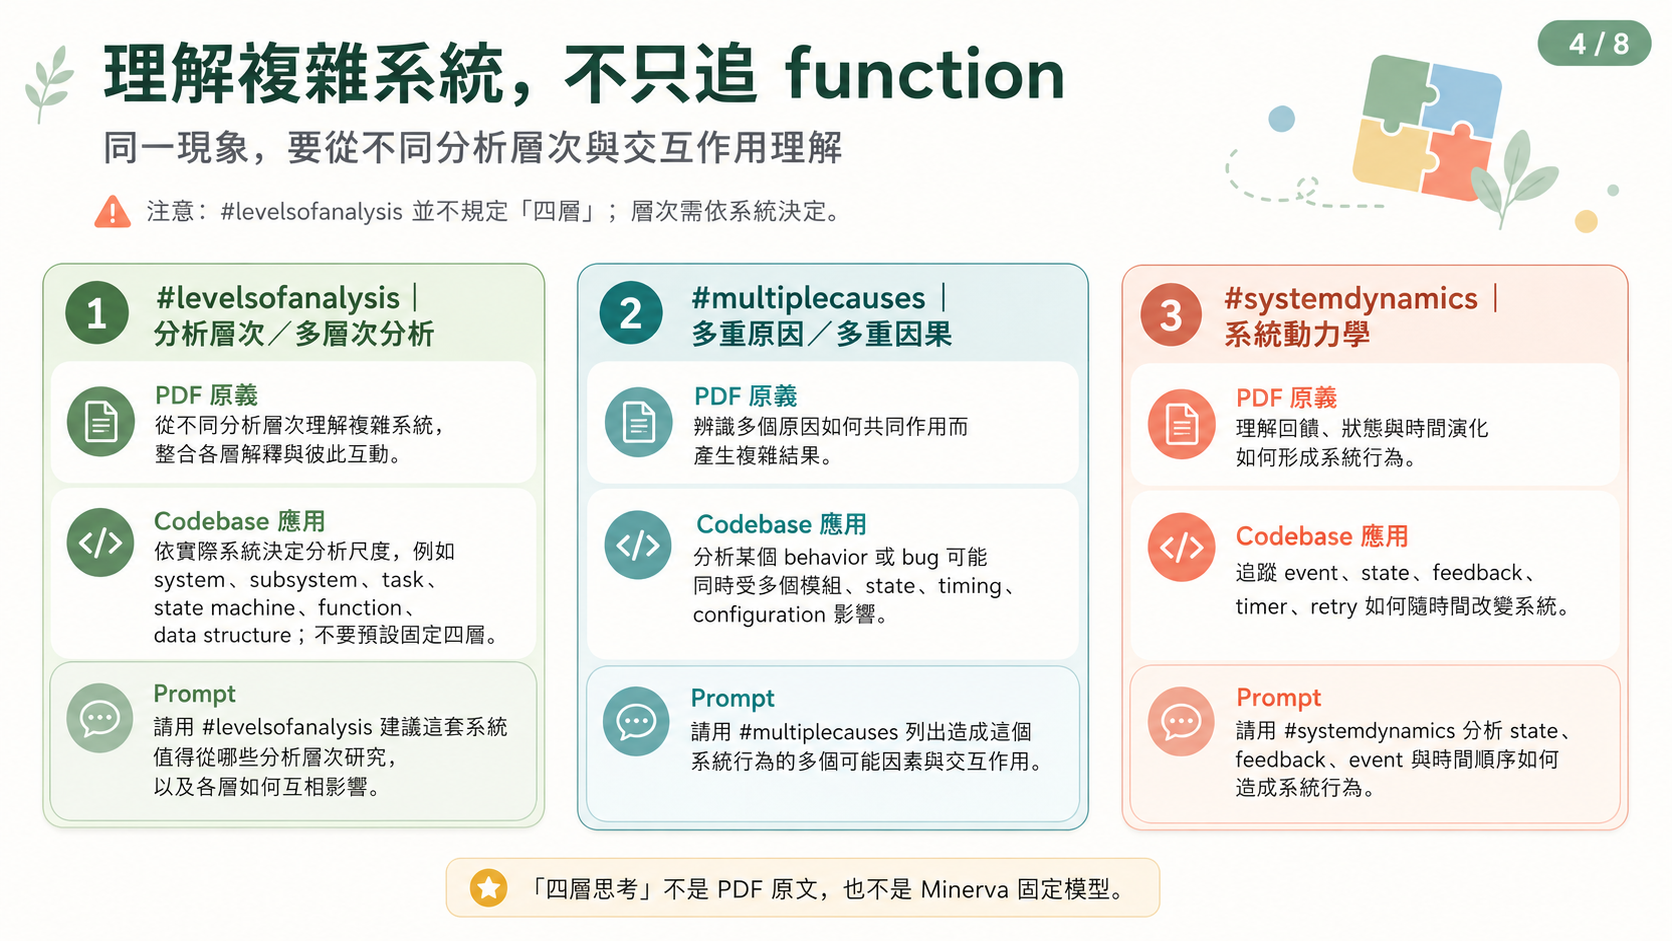 4 / 8
理解複雜系統，不只追 function
同一現象，要從不同分析層次與交互作用理解
注意：#levelsofanalysis 並不規定「四層」；層次需依系統決定。
1
#levelsofanalysis｜
分析層次／多層次分析
PDF 原義
從不同分析層次理解複雜系統，
整合各層解釋與彼此互動。
Codebase 應用
依實際系統決定分析尺度，例如
system、subsystem、task、
state machine、function、
data structure；不要預設固定四層。
Prompt
請用 #levelsofanalysis 建議這套系統
值得從哪些分析層次研究，
以及各層如何互相影響。
2
#multiplecauses｜
多重原因／多重因果
PDF 原義
辨識多個原因如何共同作用而
產生複雜結果。
Codebase 應用
分析某個 behavior 或 bug 可能
同時受多個模組、state、timing、
configuration 影響。
Prompt
請用 #multiplecauses 列出造成這個
系統行為的多個可能因素與交互作用。
3
#systemdynamics｜
系統動力學
PDF 原義
理解回饋、狀態與時間演化
如何形成系統行為。
Codebase 應用
追蹤 event、state、feedback、
timer、retry 如何隨時間改變系統。
Prompt
請用 #systemdynamics 分析 state、
feedback、event 與時間順序如何
造成系統行為。
「四層思考」不是 PDF 原文，也不是 Minerva 固定模型。